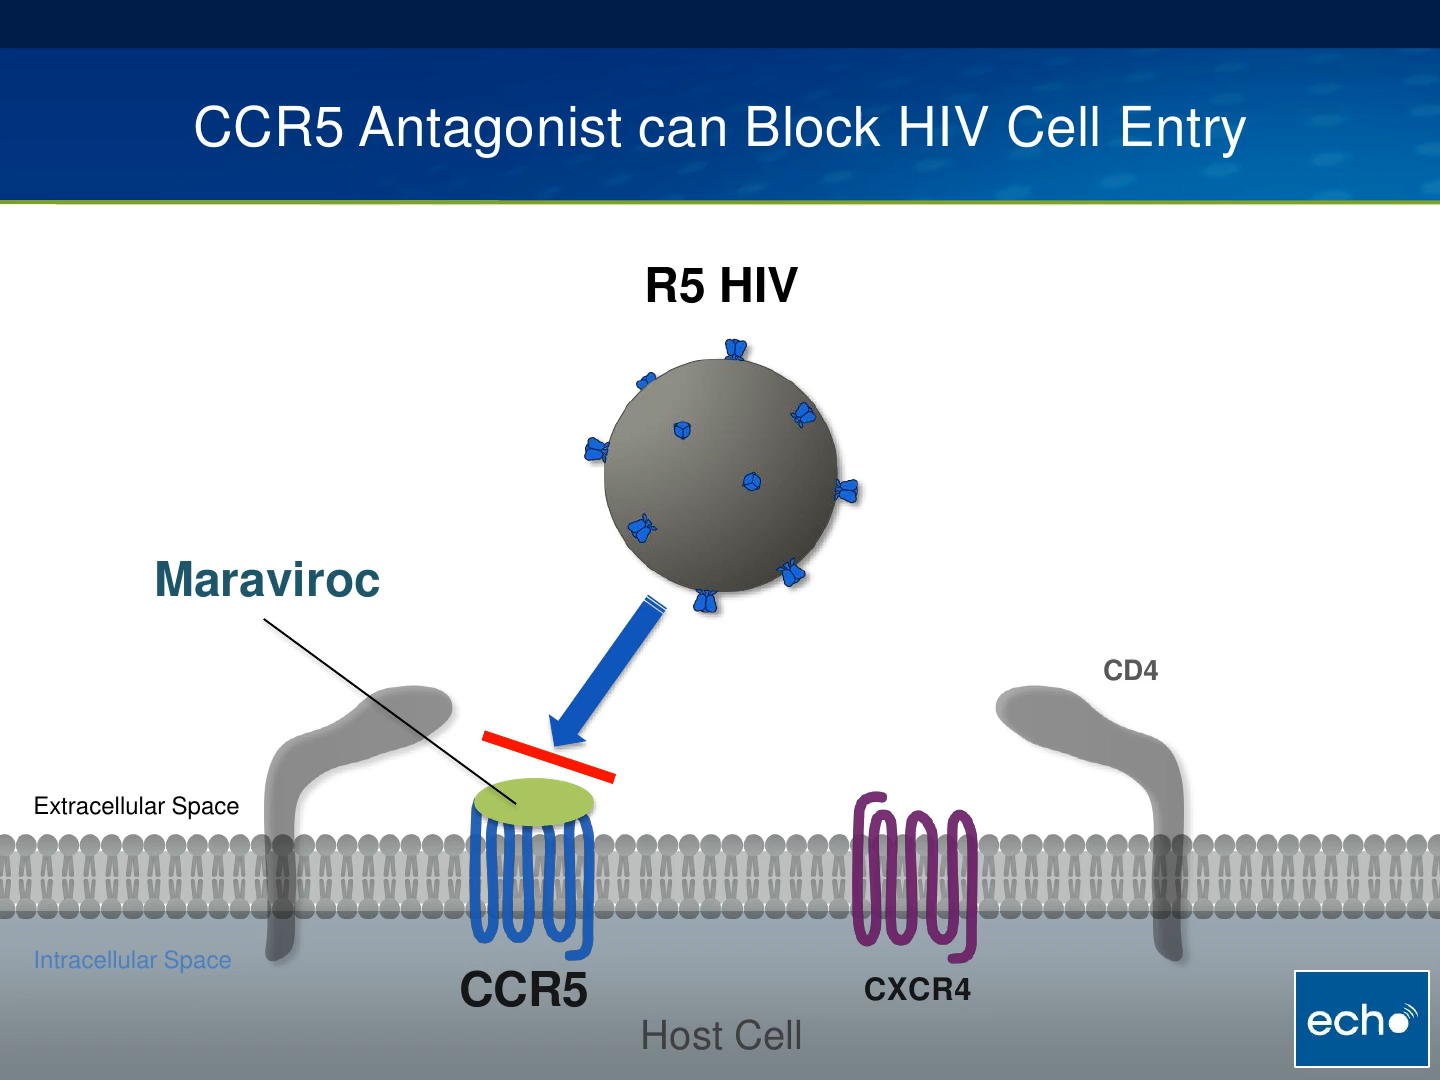 CCR5 Antagonist can Block HIV Cell Entry
R5 HIV
Maraviroc
CD4
Extracellular Space
Intracellular Space
CCR5
CXCR4
Host Cell
echo